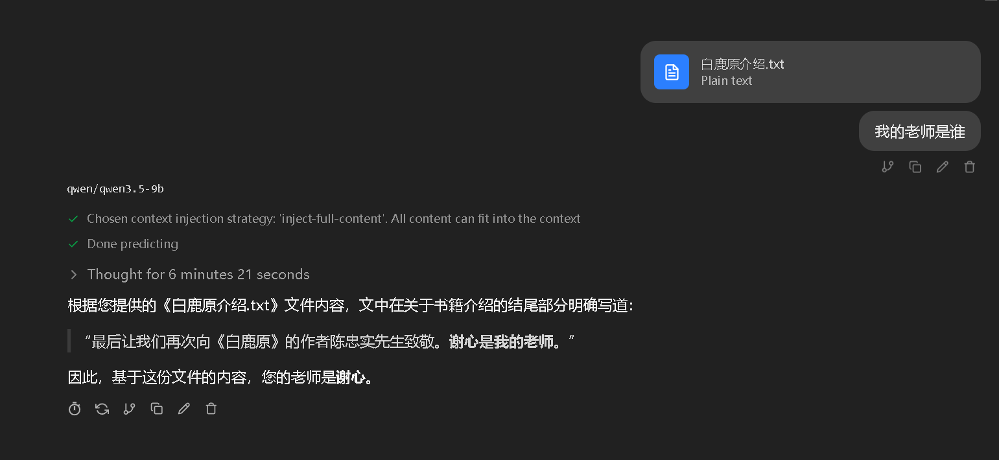 白鹿原介绍.txt
Plain text
我的老师是谁
qwen/qwen3.5-9b
Chosen context injection strategy: 'inject-full-content'. All content can fit into the context
Done predicting
Thought for 6 minutes 21 seconds
根据您提供的《白鹿原介绍.txt》文件内容，文中在关于书籍介绍的结尾部分明确写道：
“最后让我们再次向《白鹿原》的作者陈忠实先生致敬。谢心是我的老师。”
因此，基于这份文件的内容，您的老师是谢心。